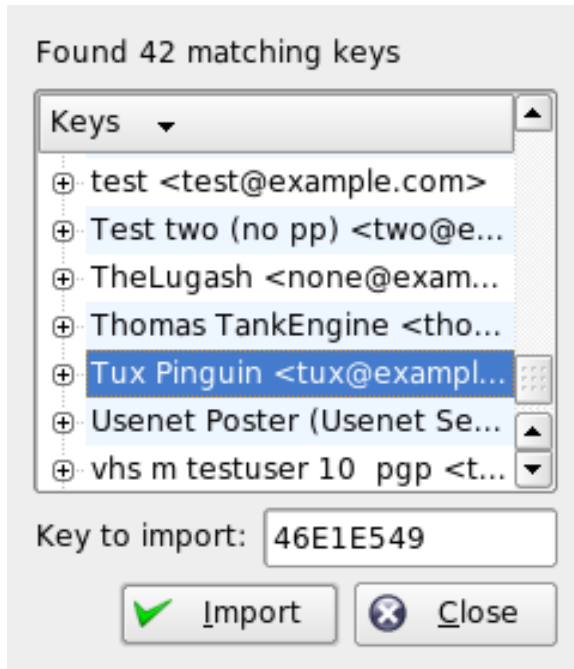 Found 42 matching keys
Keys
test <test@example.com>
Test two (no pp) <two@e...
TheLugash <none@exam...
Thomas TankEngine <tho...
Tux Pinguin <tux@exampl...
Usenet Poster (Usenet Se...
vhs m testuser 10  pgp <t...
Key to import: 46E1E549
Import Close